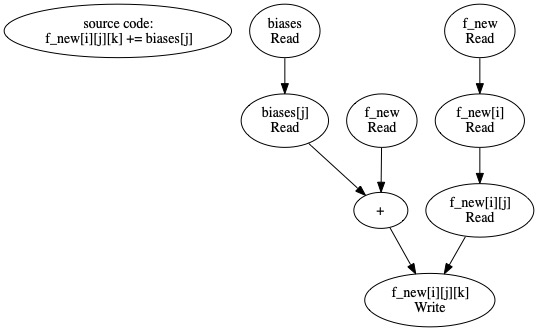 source code:
f_new[i][j][k] += biases[j]
biases
Read
f_new
Read
biases[j]
Read
f_new
Read
f_new[i]
Read
+
f_new[i][j]
Read
f_new[i][j][k]
Write